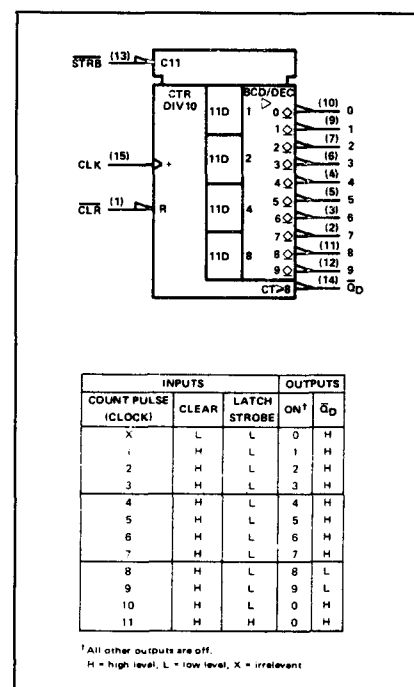 STRB (13) C11
CTR DIV10 BCD/DEC
11D 1 0 (10) 0
1 (9) 1
11D 2 2 (7) 2
CLK (15) + 3 (6) 3
4 (4) 4
11D 4 5 (5) 5
CLR (1) R 6 (3) 6
7 (2) 7
11D 8 8 (11) 8
9 (12) 9
CT≥8 (14) Q̅D
INPUTS OUTPUTS
COUNT PULSE (CLOCK) CLEAR LATCH STROBE ON† Q̅D
X L L 0 H
1 H L 1 H
2 H L 2 H
3 H L 3 H
4 H L 4 H
5 H L 5 H
6 H L 6 H
7 H L 7 H
8 H L 8 L
9 H L 9 L
10 H L 0 H
11 H H 0 H
†All other outputs are off.
H = high level, L = low level, X = irrelevant